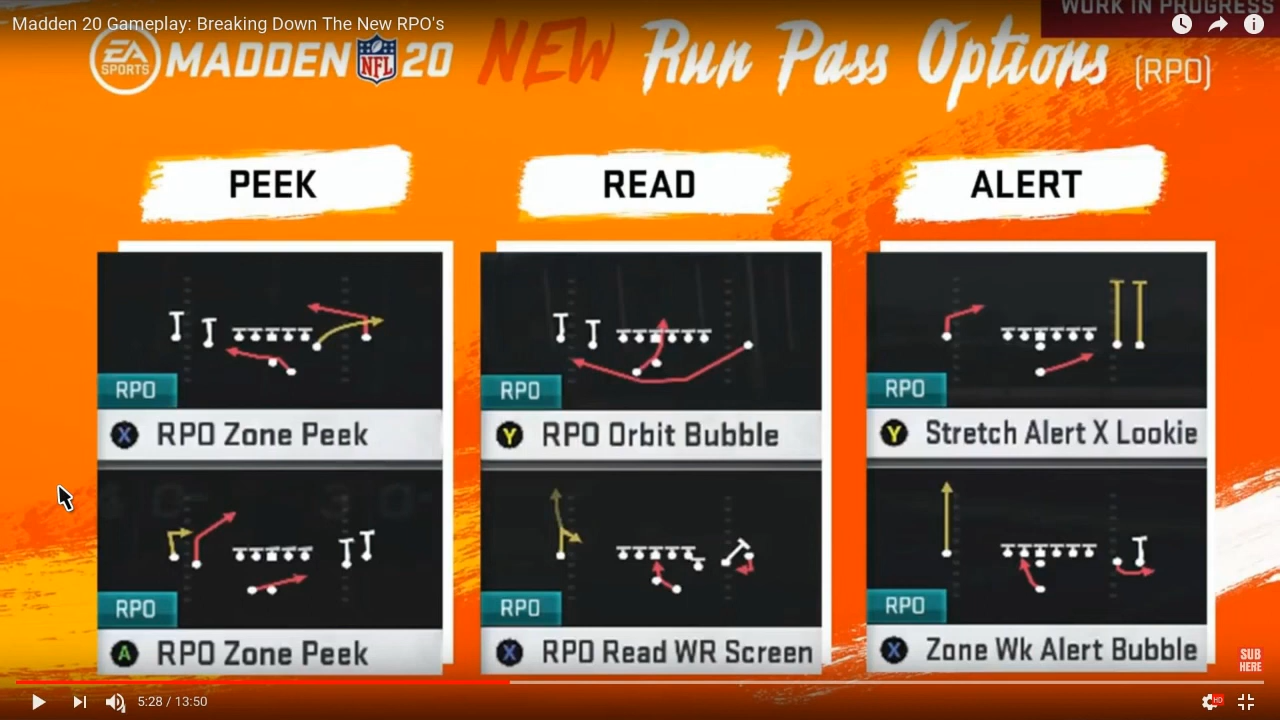 Madden 20 Gameplay: Breaking Down The New RPO's
WORK IN PROGRESS
EA SPORTS MADDEN NFL 20 NEW Run Pass Options (RPO)
PEEK READ ALERT
RPO RPO RPO
X RPO Zone Peek Y RPO Orbit Bubble Y Stretch Alert X Lookie
RPO RPO RPO
A RPO Zone Peek X RPO Read WR Screen X Zone Wk Alert Bubble
SUB HERE
5:28 / 13:50 HD